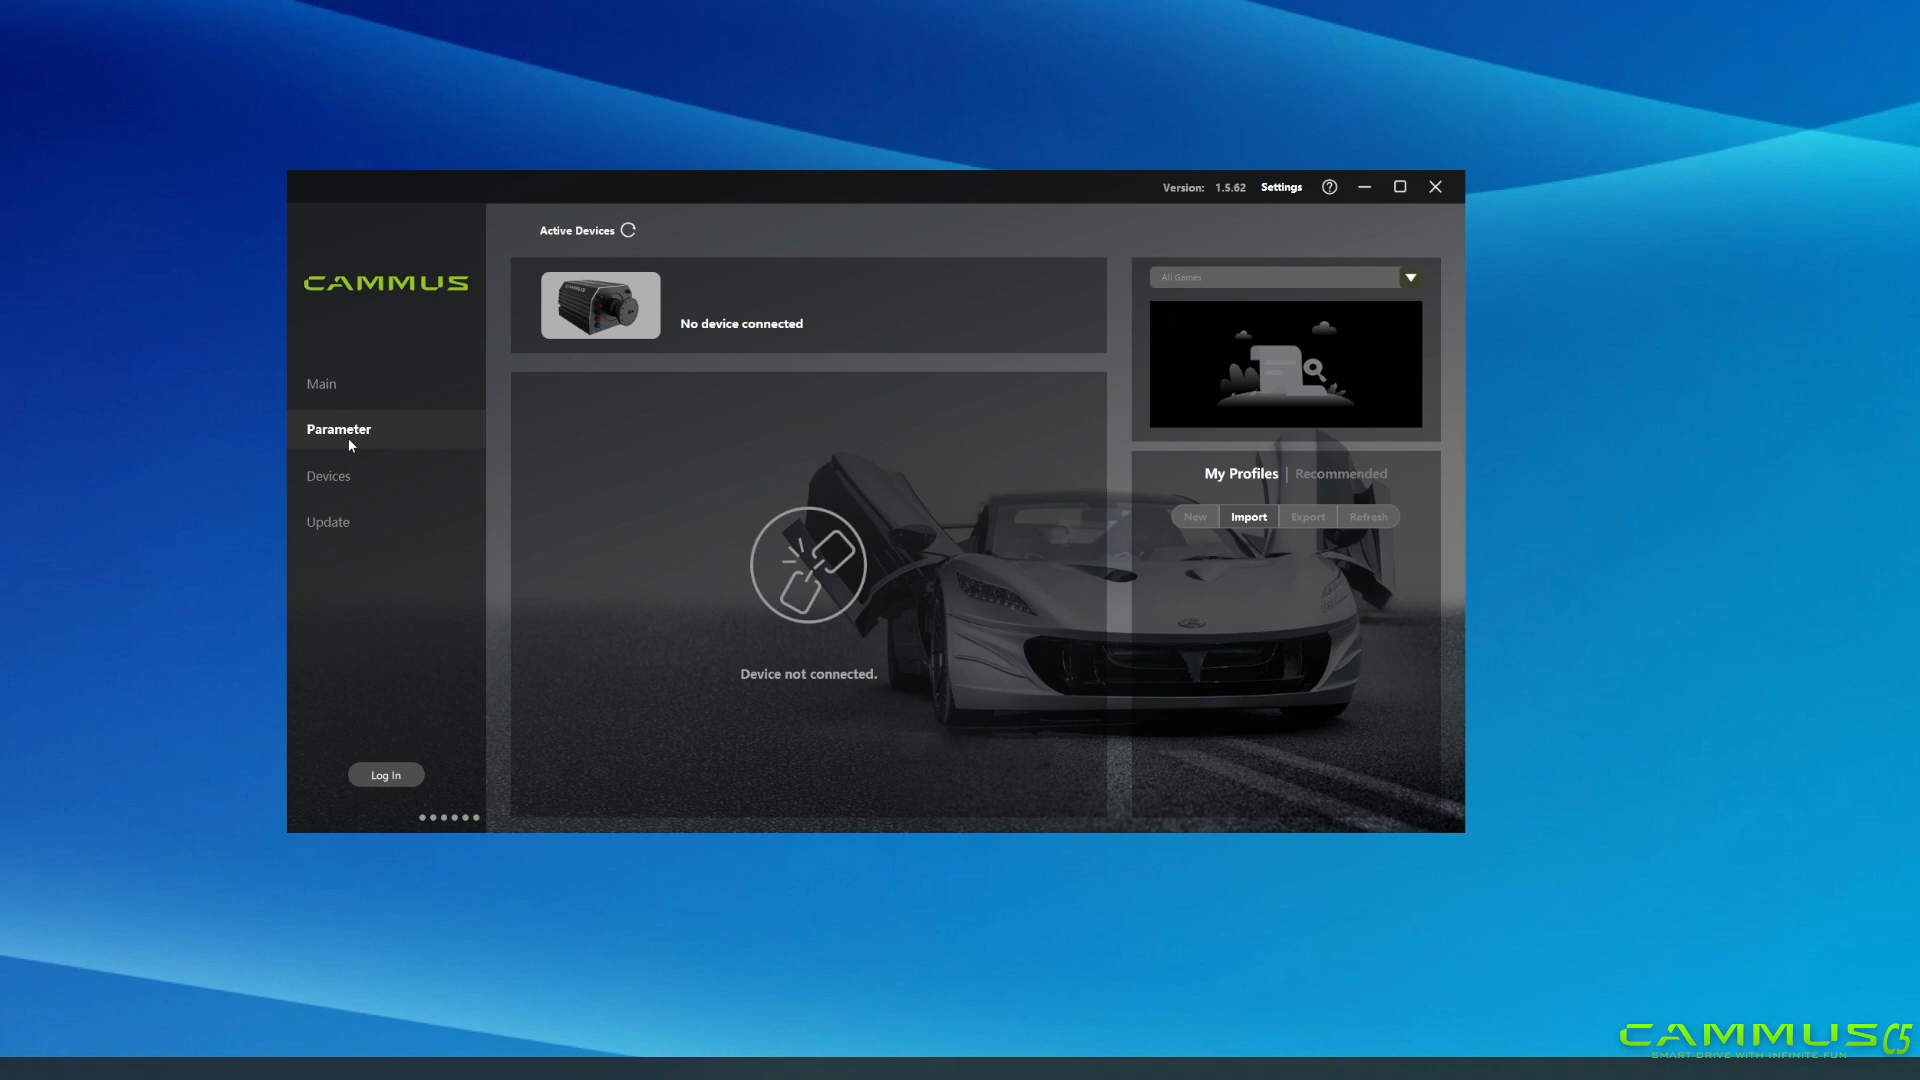 Version: 1.5.62 Settings
Active Devices
CAMMUS
No device connected
All Games
Main
Parameter
Devices
Update
My Profiles | Recommended
New Import Export Refresh
Device not connected.
Log In
CAMMUS C5
SMART DRIVE WITH INFINITE FUN